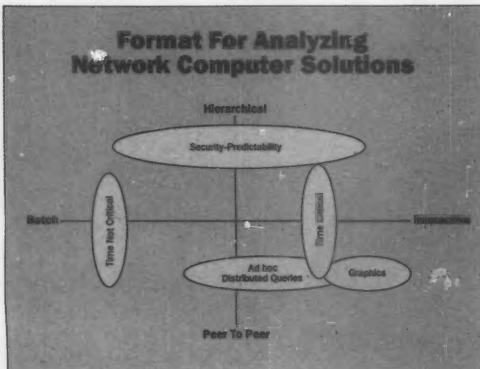 Format For Analyzing
Network Computer Solutions
Hierarchical
Security-Predictability
Time Not Critical
Time Critical
Batch
Interactive
Ad hoc
Distributed Queries
Graphics
Peer To Peer